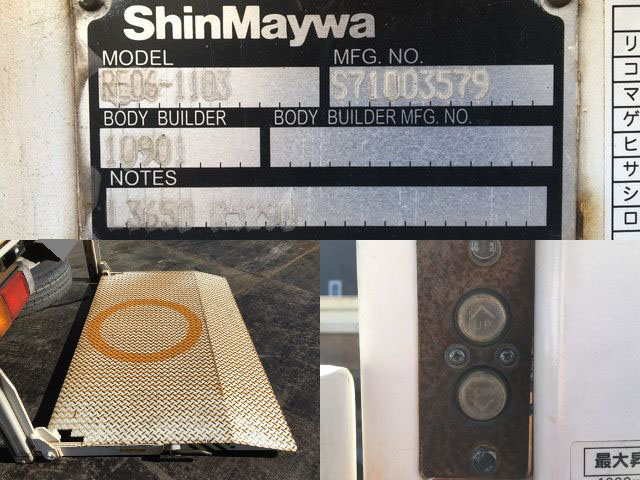 ShinMaywa
MODEL
MFG. NO.
RE06-1103
S71003579
BODY BUILDER
BODY BUILDER MFG. NO.
10901
NOTES
L3650
リ
コ
マ
ゲ
ヒ
サ
シ
ロ
UP
最大昇